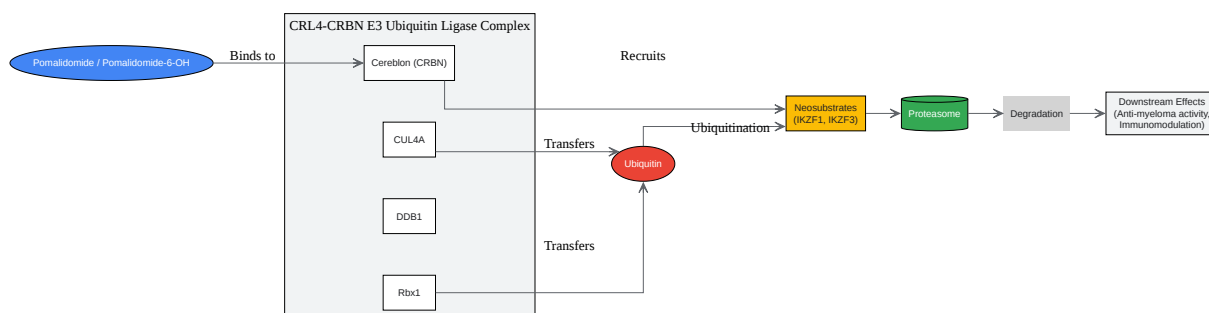 CRL4-CRBN E3 Ubiquitin Ligase Complex
Pomalidomide / Pomalidomide-6-OH
Binds to
Cereblon (CRBN)
Recruits
Neosubstrates
(IKZF1, IKZF3)
Proteasome
Degradation
Downstream Effects
(Anti-myeloma activity,
Immunomodulation)
CUL4A
Transfers
Ubiquitination
Ubiquitin
DDB1
Transfers
Rbx1